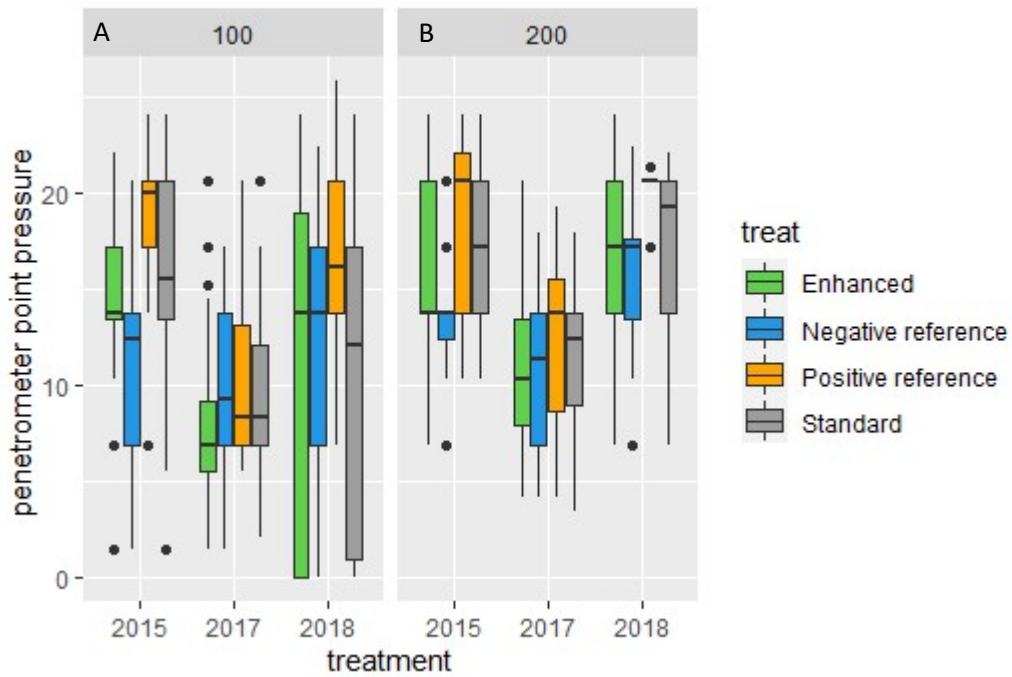 A 100 B 200
penetrometer point pressure
20
10
0
2015 2017 2018 2015 2017 2018
treatment
treat
Enhanced
Negative reference
Positive reference
Standard